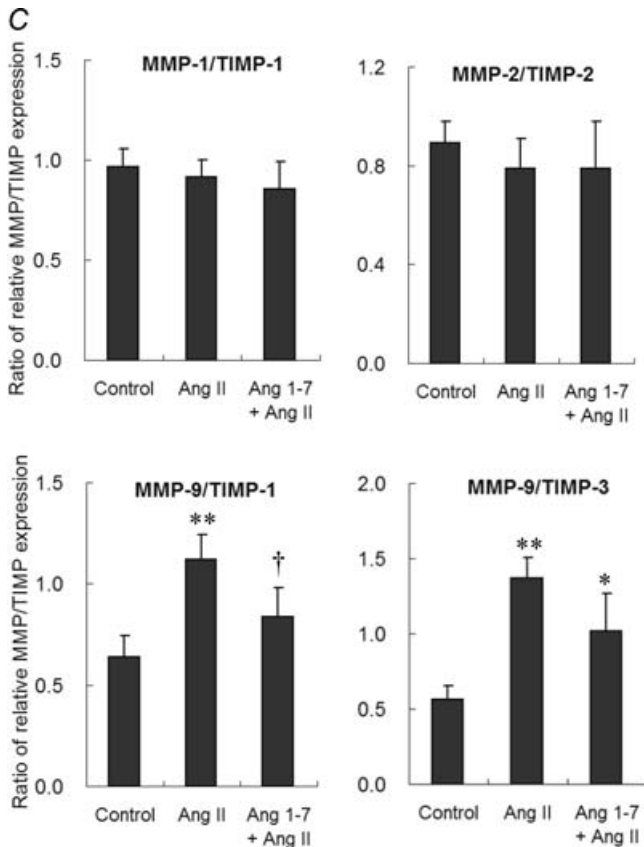 C
MMP-1/TIMP-1
Ratio of relative MMP/TIMP expression
1.5
1.0
0.5
0.0
Control Ang II Ang 1-7
+ Ang II
MMP-2/TIMP-2
1.2
0.8
0.4
0.0
Control Ang II Ang 1-7
+ Ang II
MMP-9/TIMP-1
Ratio of relative MMP/TIMP expression
1.5
1.0
0.5
0.0
**
†
Control Ang II Ang 1-7
+ Ang II
MMP-9/TIMP-3
2.0
1.5
1.0
0.5
0.0
**
*
Control Ang II Ang 1-7
+ Ang II